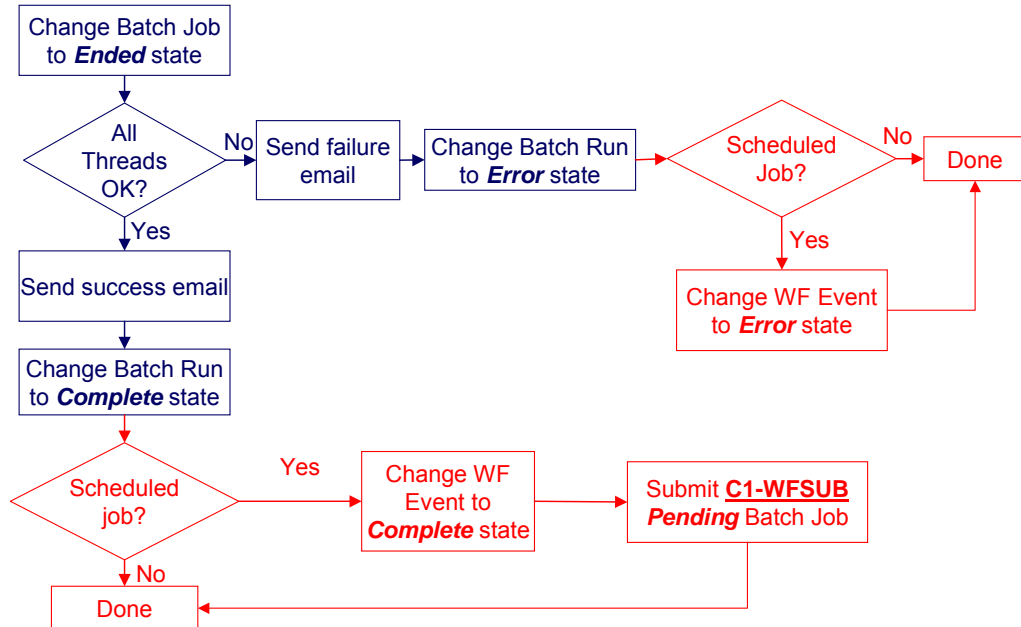 Change Batch Job
to Ended state
All
Threads
OK?
No
Send failure
email
Change Batch Run
to Error state
Scheduled
Job?
No
Done
Yes
Change WF Event
to Error state
Yes
Send success email
Change Batch Run
to Complete state
Scheduled
job?
Yes
Change WF
Event to
Complete state
Submit C1-WFSUB
Pending Batch Job
No
Done